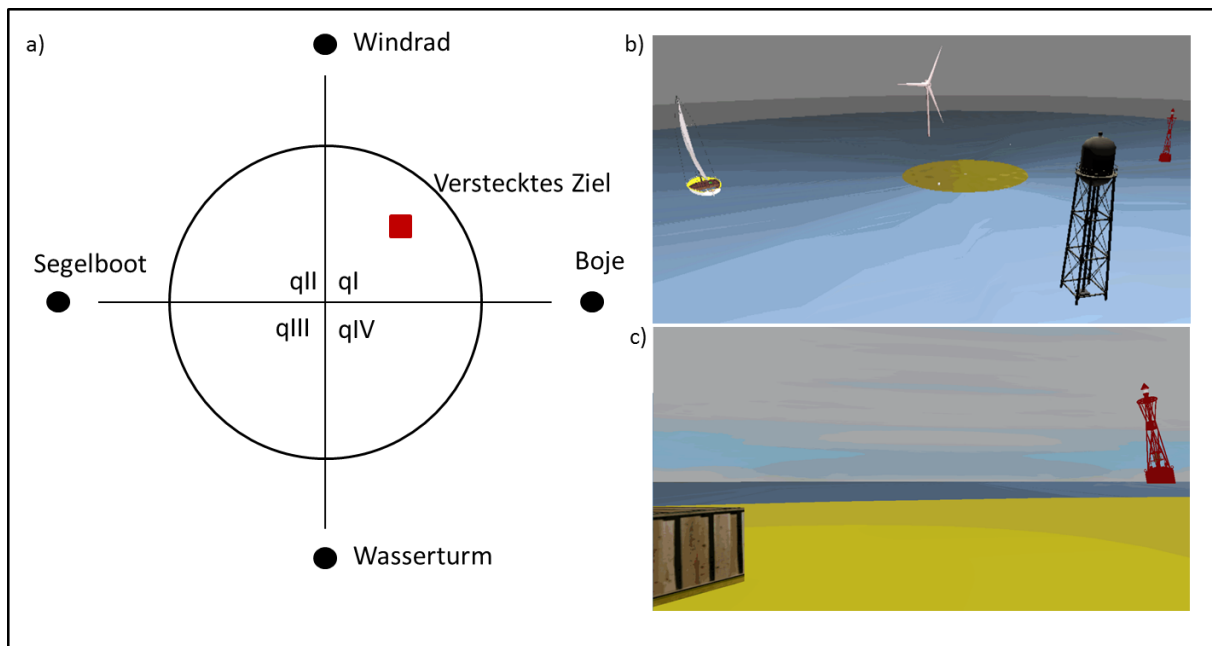 a)
Windrad
Verstecktes Ziel
Segelboot
Boje
qII
qI
qIII
qIV
Wasserturm
b)
c)